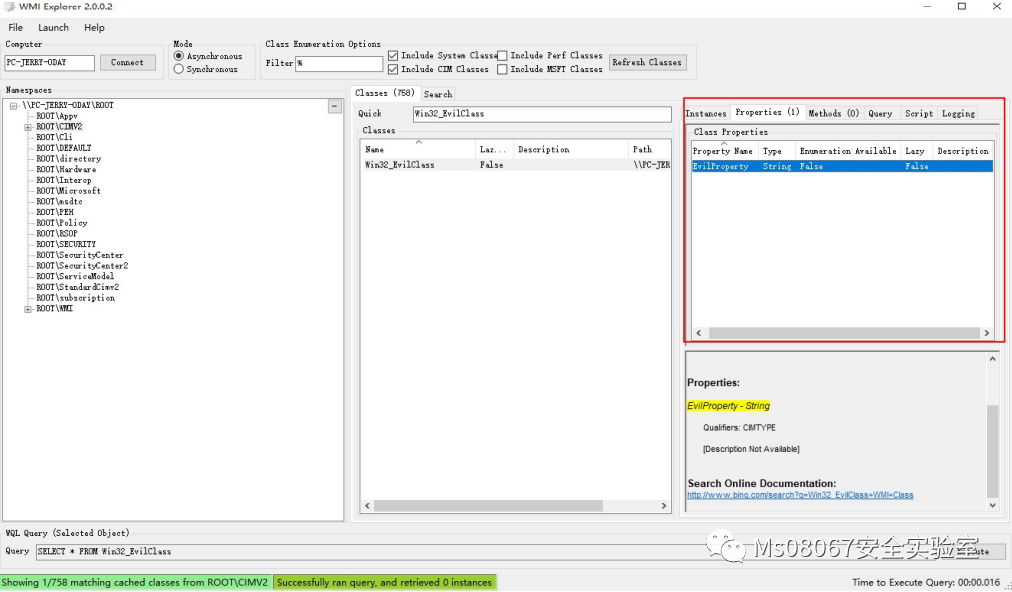 WMI Explorer 2.0.0.2
File Launch Help
Computer
PC-JERRY-0DAY
Connect
Mode
Asynchronous
Synchronous
Class Enumeration Options
Filter %
Include System Classe
Include Perf Classes
Include CIM Classes
Include MSFT Classes
Refresh Classes
Namespaces
\\PC-JERRY-0DAY\ROOT
ROOT\Appv
ROOT\CIMV2
ROOT\Cli
ROOT\DEFAULT
ROOT\directory
ROOT\Hardware
ROOT\Interop
ROOT\Microsoft
ROOT\msdtc
ROOT\PEH
ROOT\Policy
ROOT\RSOP
ROOT\SECURITY
ROOT\SecurityCenter
ROOT\SecurityCenter2
ROOT\ServiceModel
ROOT\StandardCimv2
ROOT\subscription
ROOT\WMI
Classes (758) Search
Quick Win32_EvilClass
Classes
Name Laz... Description Path
Win32_EvilClass False \\PC-JER
Instances Properties (1) Methods (0) Query Script Logging
Class Properties
Property Name Type Enumeration Available Lazy Description
EvilProperty String False False
Properties:
EvilProperty - String
Qualifiers: CIMTYPE
[Description Not Available]
Search Online Documentation:
http://www.bing.com/search?q=Win32_EvilClass+WMI+Class
WQL Query (Selected Object)
Query SELECT * FROM Win32_EvilClass
Ms08067安全实验室
Showing 1/758 matching cached classes from ROOT\CIMV2 Successfully ran query, and retrieved 0 instances Time to Execute Query: 00:00.016